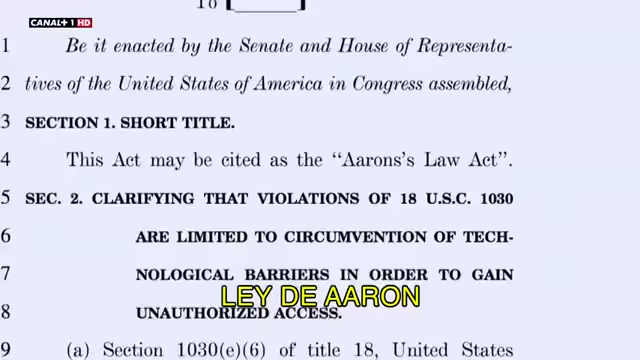 To [
CANAL+ 1 HD
1 Be it enacted by the Senate and House of Representa-
2 tives of the United States of America in Congress assembled,
3 SECTION 1. SHORT TITLE.
4 This Act may be cited as the “Aarons’s Law Act”.
5 SEC. 2. CLARIFYING THAT VIOLATIONS OF 18 U.S.C. 1030
6 ARE LIMITED TO CIRCUMVENTION OF TECH-
7 NOLOGICAL BARRIERS IN ORDER TO GAIN
LEY DE AARON
8 UNAUTHORIZED ACCESS.
9 (a) Section 1030(e)(6) of title 18, United States